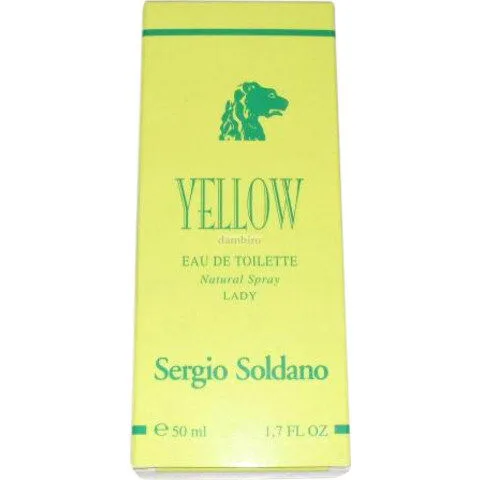 YELLOW
dambiro
EAU DE TOILETTE
Natural Spray
LADY
Sergio Soldano
℮ 50 ml 1,7 FL OZ